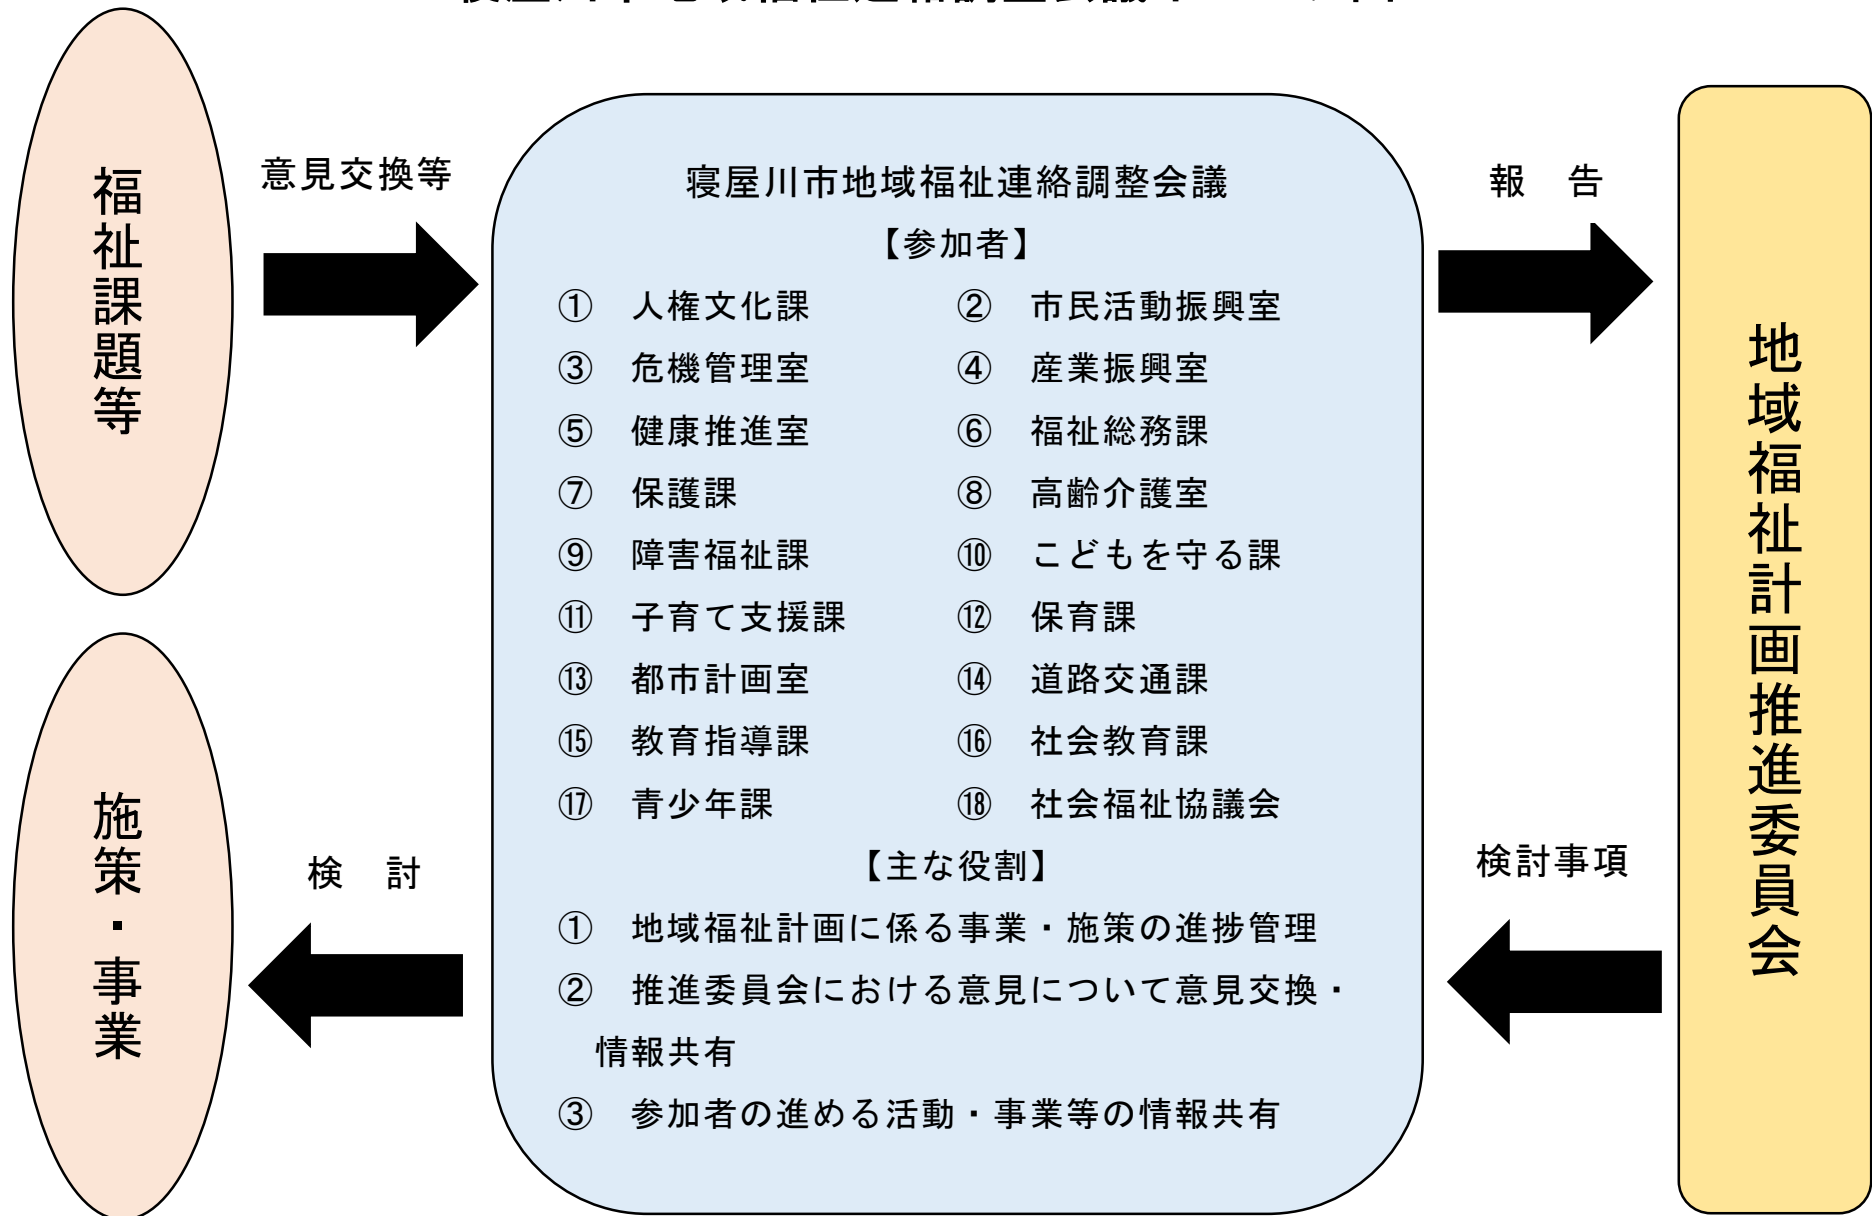 福祉課題等
意見交換等
寝屋川市地域福祉連絡調整会議
【参加者】
① 人権文化課 ② 市民活動振興室
③ 危機管理室 ④ 産業振興室
⑤ 健康推進室 ⑥ 福祉総務課
⑦ 保護課 ⑧ 高齢介護室
⑨ 障害福祉課 ⑩ こどもを守る課
⑪ 子育て支援課 ⑫ 保育課
⑬ 都市計画室 ⑭ 道路交通課
⑮ 教育指導課 ⑯ 社会教育課
⑰ 青少年課 ⑱ 社会福祉協議会
【主な役割】
① 地域福祉計画に係る事業・施策の進捗管理
② 推進委員会における意見について意見交換・
情報共有
③ 参加者の進める活動・事業等の情報共有
報 告
地域福祉計画推進委員会
検討事項
検 討
施策・事業